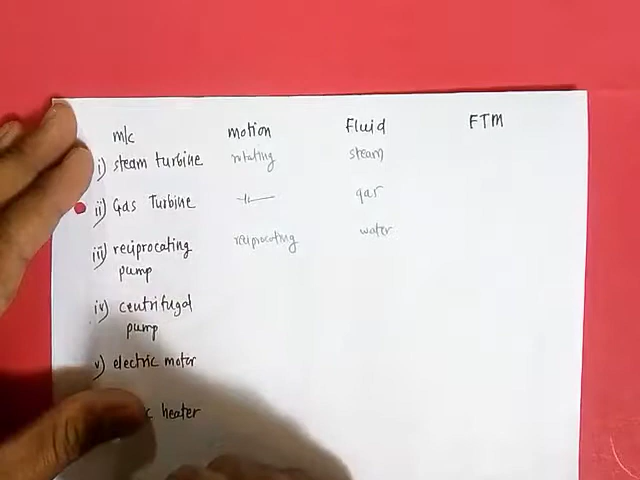 m/c motion Fluid FTM
i) steam turbine rotating steam
ii) Gas Turbine gas
iii) reciprocating reciprocating water
pump
iv) centrifugal
pump
v) electric motor
c heater